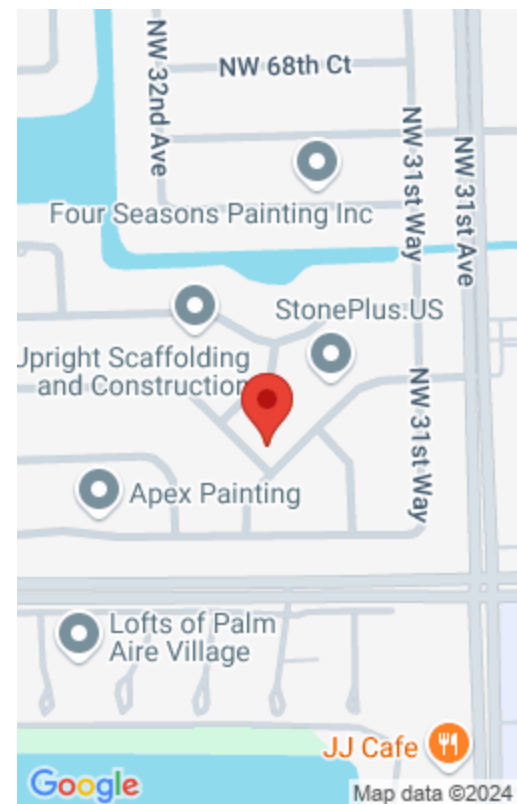 NW 32nd Ave
NW 68th Ct
NW 31st Way
NW 31st Ave
Four Seasons Painting Inc
StonePlus.US
Upright Scaffolding
and Construction
NW 31st Way
Apex Painting
Lofts of Palm
Aire Village
JJ Cafe
Google
Map data ©2024